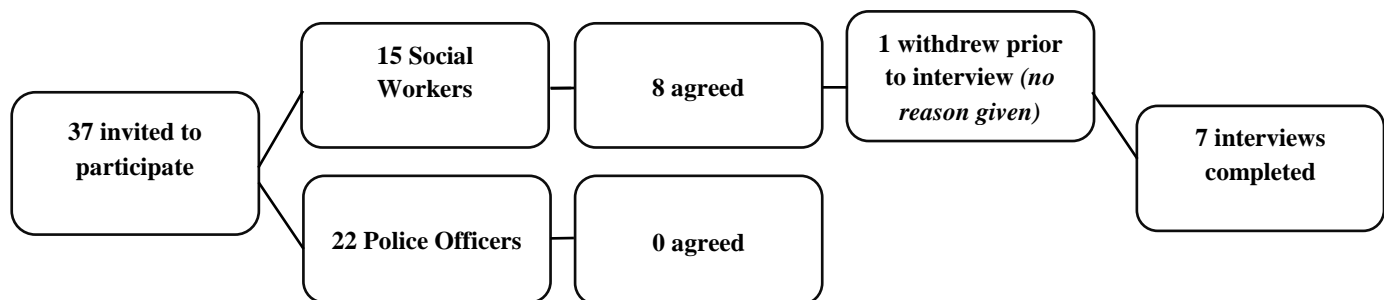 37 invited to
participate
15 Social
Workers
8 agreed
1 withdrew prior
to interview (no
reason given)
22 Police Officers
0 agreed
7 interviews
completed